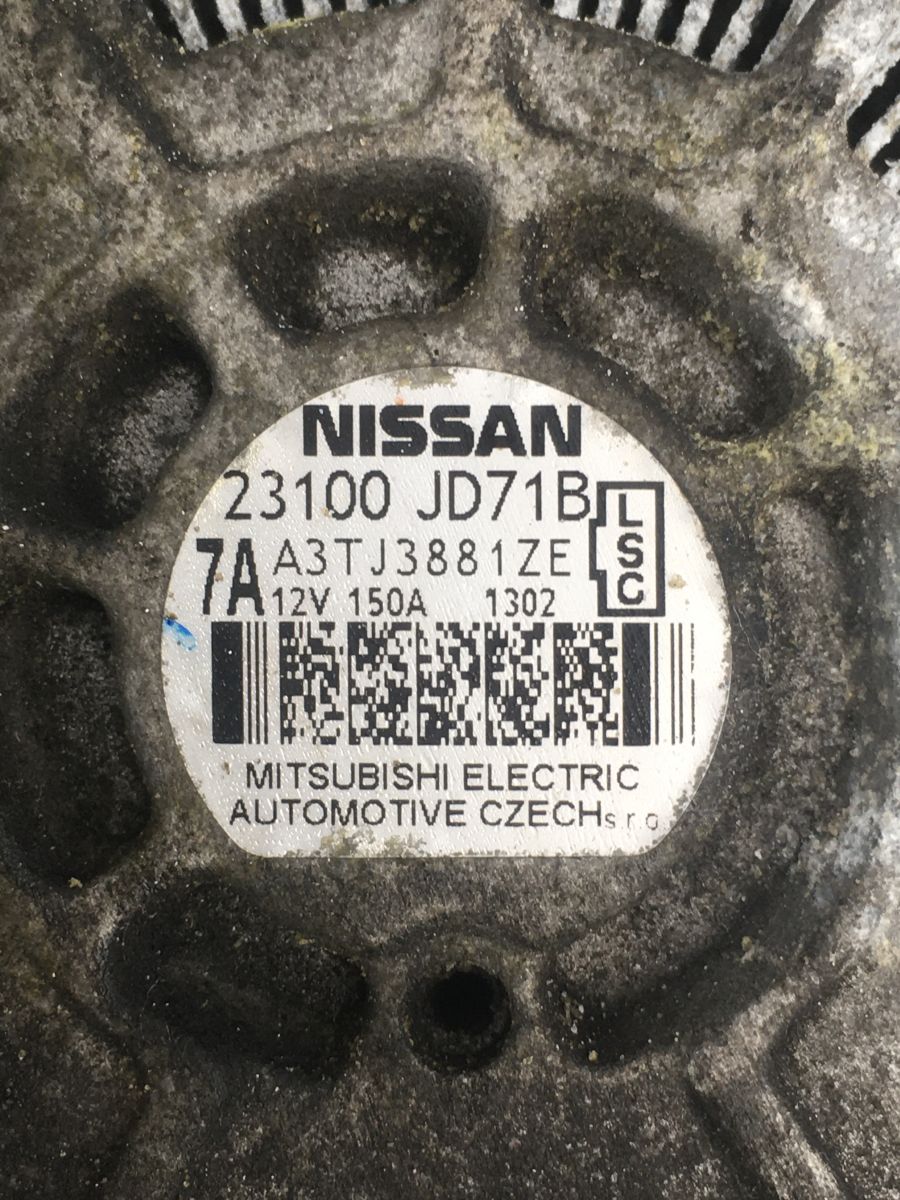 NISSAN
23100 JD71B
LSC
7A A3TJ3881ZE
12V 150A 1302
MITSUBISHI ELECTRIC
AUTOMOTIVE CZECH s.r.o